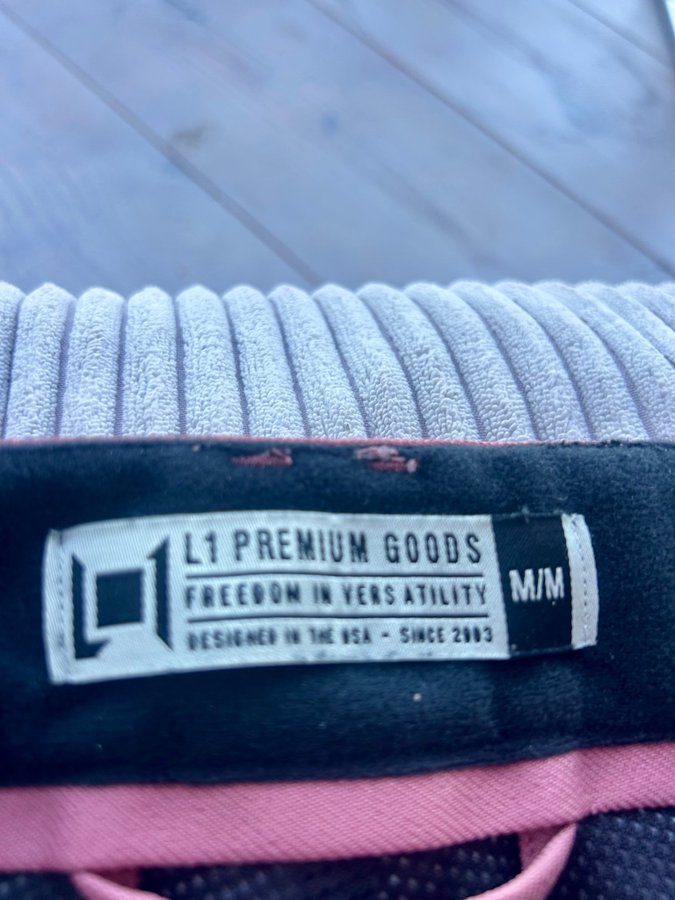 L1 PREMIUM GOODS
FREEDOM IN VERSATILITY
DESIGNED IN THE USA - SINCE 2003
M/M